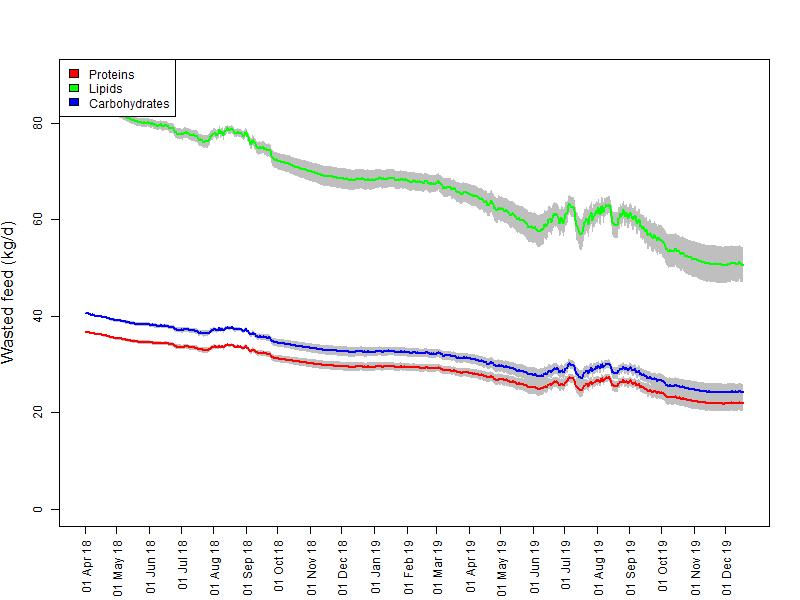 Proteins
Lipids
Carbohydrates
Wasted feed (kg/d)
80
60
40
20
0
01 Apr 18
01 May 18
01 Jun 18
01 Jul 18
01 Aug 18
01 Sep 18
01 Oct 18
01 Nov 18
01 Dec 18
01 Jan 19
01 Feb 19
01 Mar 19
01 Apr 19
01 May 19
01 Jun 19
01 Jul 19
01 Aug 19
01 Sep 19
01 Oct 19
01 Nov 19
01 Dec 19